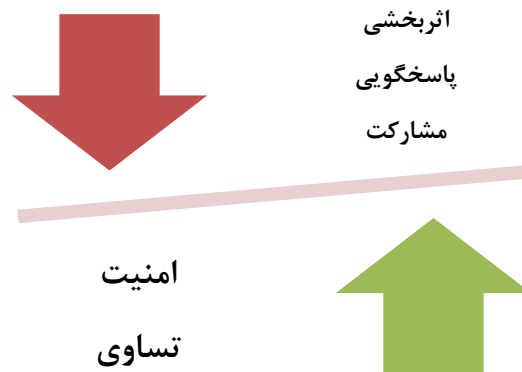 اثربخشی
پاسخگویی
مشارکت
امنیت
تساوی